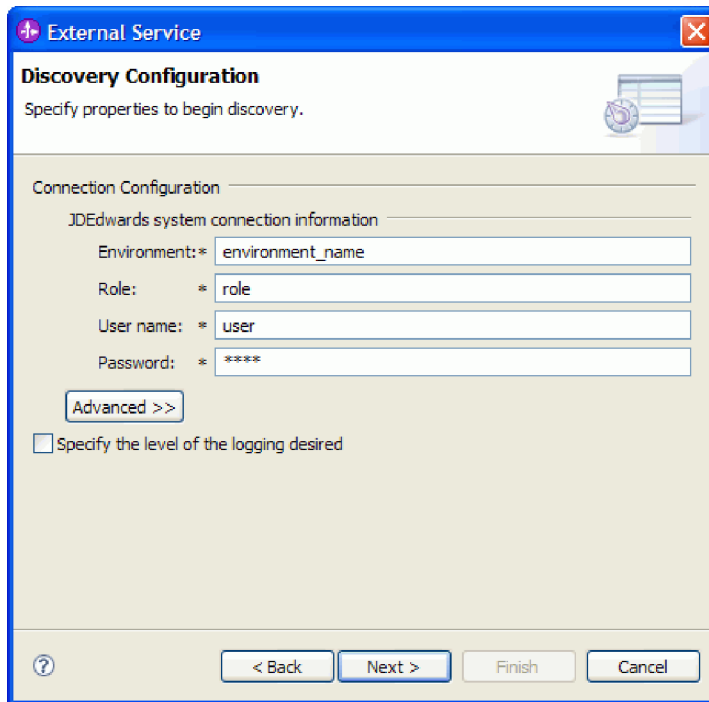 External Service
Discovery Configuration
Specify properties to begin discovery.
Connection Configuration
JDEdwards system connection information
Environment:* environment_name
Role: * role
User name: * user
Password: * ****
Advanced >>
Specify the level of the logging desired
? < Back Next > Finish Cancel